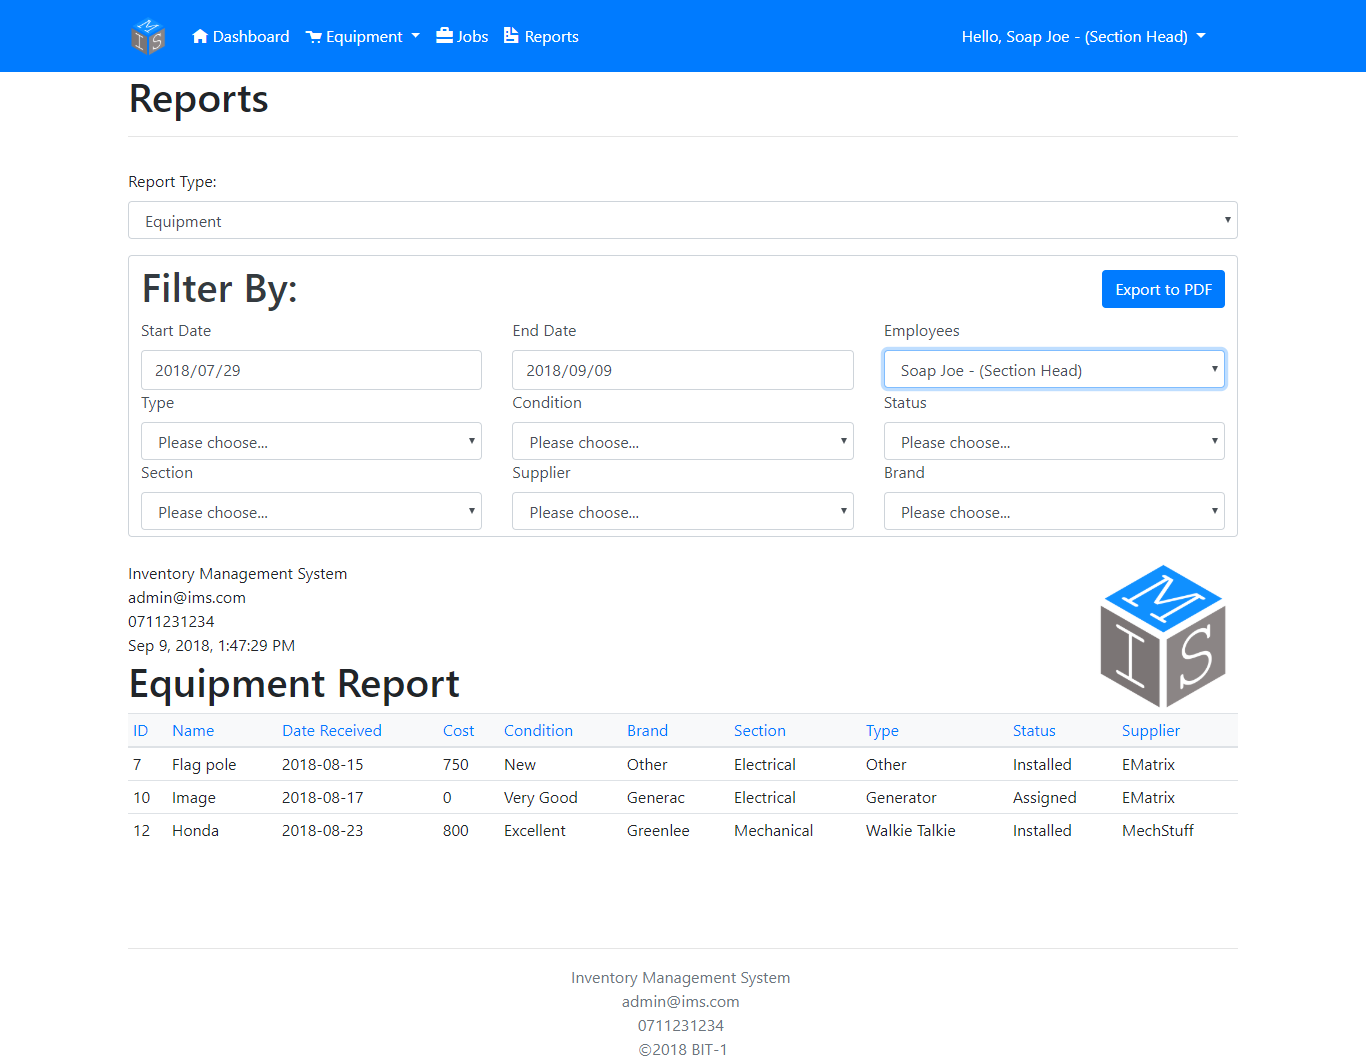 M I S Dashboard Equipment Jobs Reports Hello, Soap Joe - (Section Head)
Reports
Report Type:
Equipment
Filter By: Export to PDF
Start Date End Date Employees
2018/07/29 2018/09/09 Soap Joe - (Section Head)
Type Condition Status
Please choose... Please choose... Please choose...
Section Supplier Brand
Please choose... Please choose... Please choose...
Inventory Management System
admin@ims.com
0711231234
Sep 9, 2018, 1:47:29 PM
M
I S
Equipment Report
ID Name Date Received Cost Condition Brand Section Type Status Supplier
7 Flag pole 2018-08-15 750 New Other Electrical Other Installed EMatrix
10 Image 2018-08-17 0 Very Good Generac Electrical Generator Assigned EMatrix
12 Honda 2018-08-23 800 Excellent Greenlee Mechanical Walkie Talkie Installed MechStuff
Inventory Management System
admin@ims.com
0711231234
©2018 BIT-1